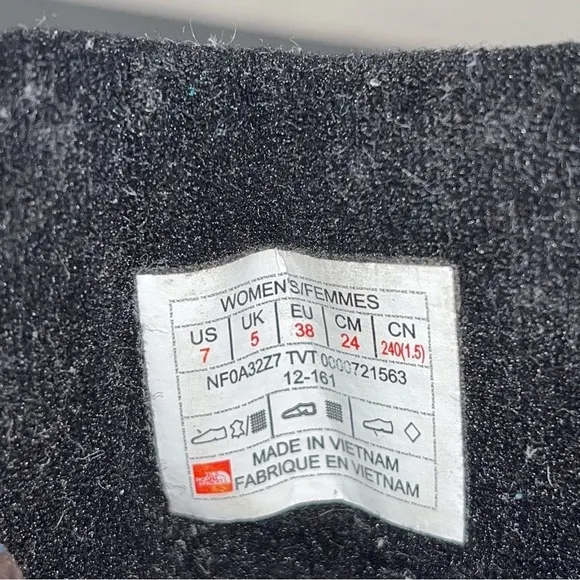 WOMEN'S/FEMMES
US UK EU CM CN
7 5 38 24 240(1.5)
NF0A32Z7 TVT 0000721563
12-161
MADE IN VIETNAM
FABRIQUE EN VIETNAM